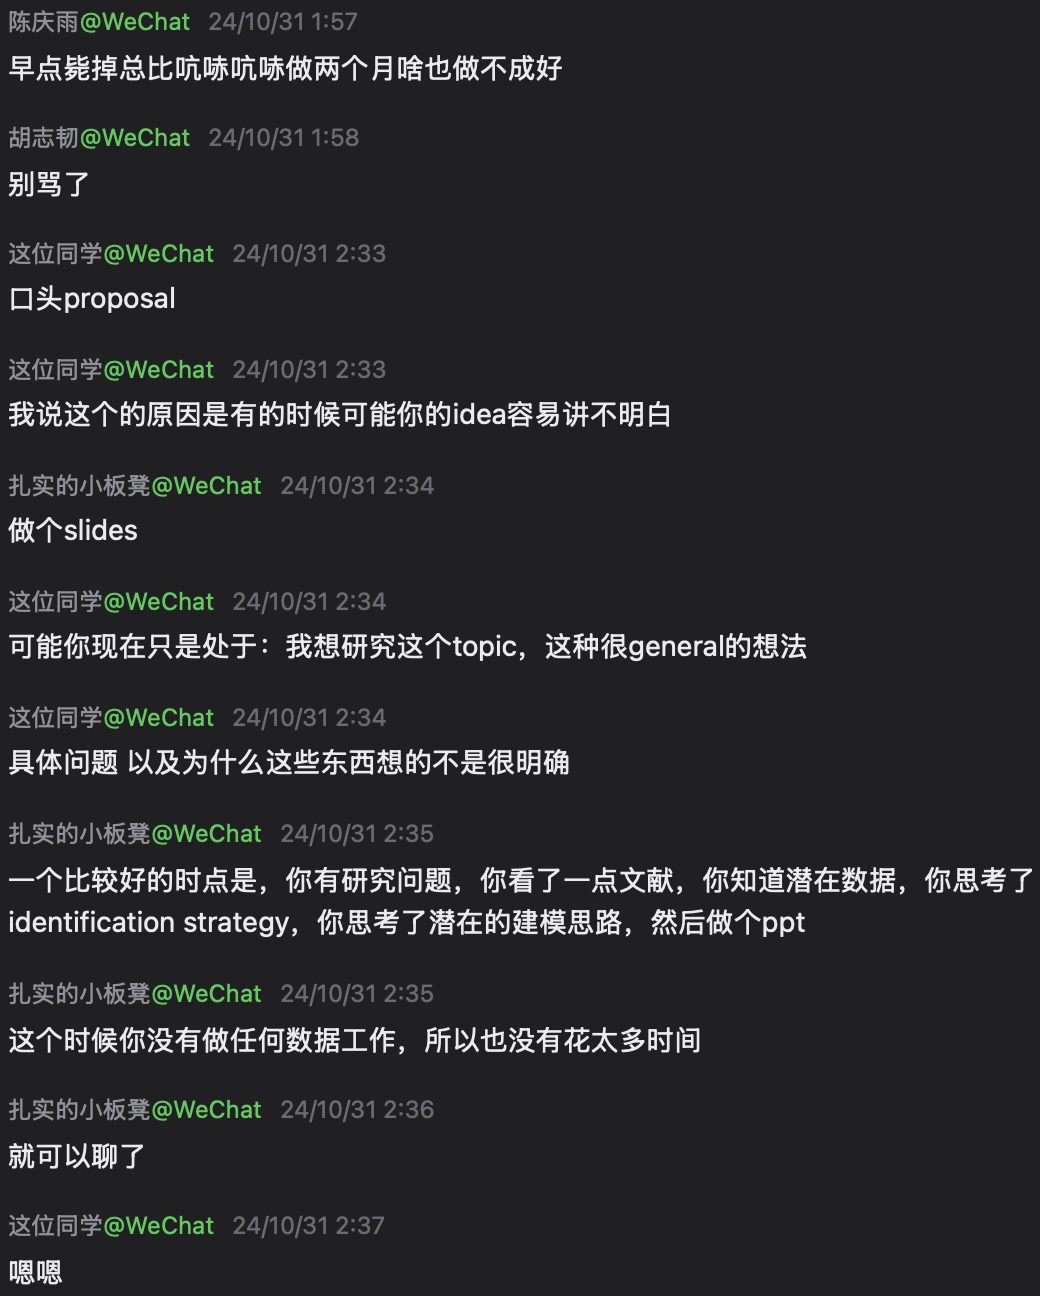 陈庆雨@WeChat 24/10/31 1:57
早点毙掉总比吭哧吭哧做两个月啥也做不成好
胡志韧@WeChat 24/10/31 1:58
别骂了
这位同学@WeChat 24/10/31 2:33
口头proposal
这位同学@WeChat 24/10/31 2:33
我说这个的原因是有的时候可能你的idea容易讲不明白
扎实的小板凳@WeChat 24/10/31 2:34
做个slides
这位同学@WeChat 24/10/31 2:34
可能你现在只是处于：我想研究这个topic，这种很general的想法
这位同学@WeChat 24/10/31 2:34
具体问题 以及为什么这些东西想的不是很明确
扎实的小板凳@WeChat 24/10/31 2:35
一个比较好的时点是，你有研究问题，你看了一点文献，你知道潜在数据，你思考了
identification strategy，你思考了潜在的建模思路，然后做个ppt
扎实的小板凳@WeChat 24/10/31 2:35
这个时候你没有做任何数据工作，所以也没有花太多时间
扎实的小板凳@WeChat 24/10/31 2:36
就可以聊了
这位同学@WeChat 24/10/31 2:37
嗯嗯